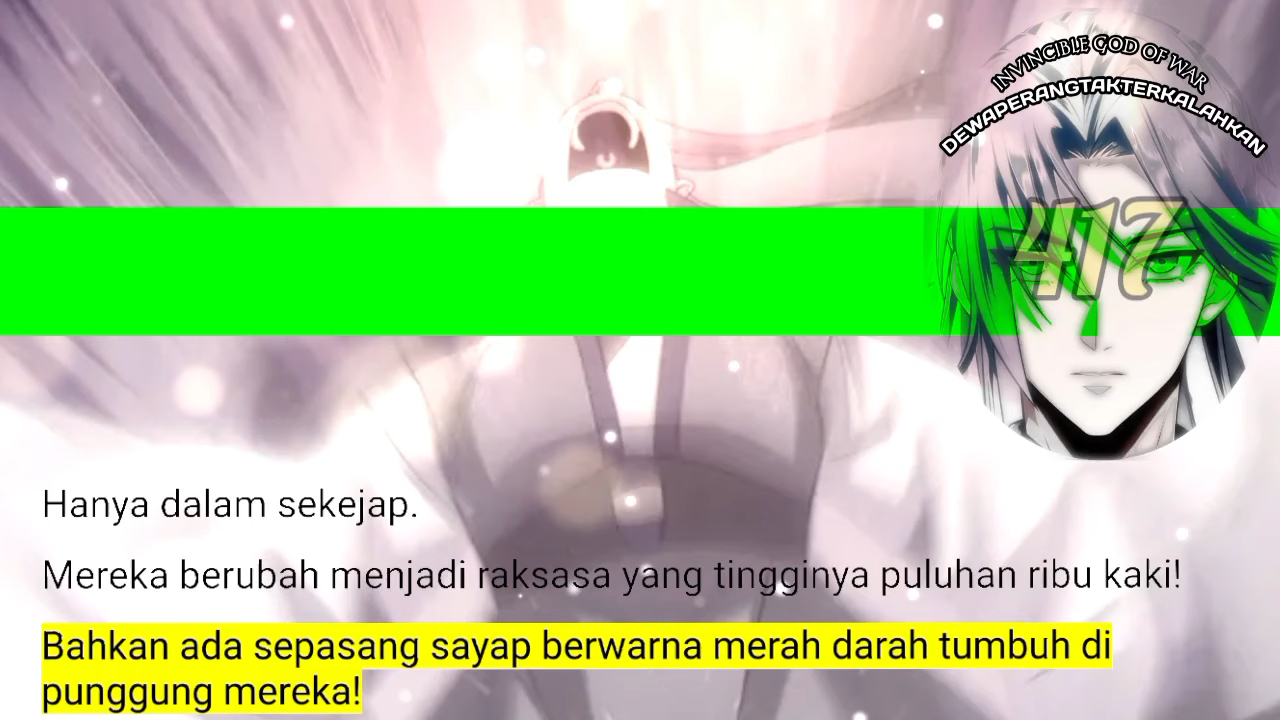 INVINCIBLE GOD OF WAR
DEWAPERANGTAKTERKALAHKAN
417
Hanya dalam sekejap.
Mereka berubah menjadi raksasa yang tingginya puluhan ribu kaki!
Bahkan ada sepasang sayap berwarna merah darah tumbuh di
punggung mereka!